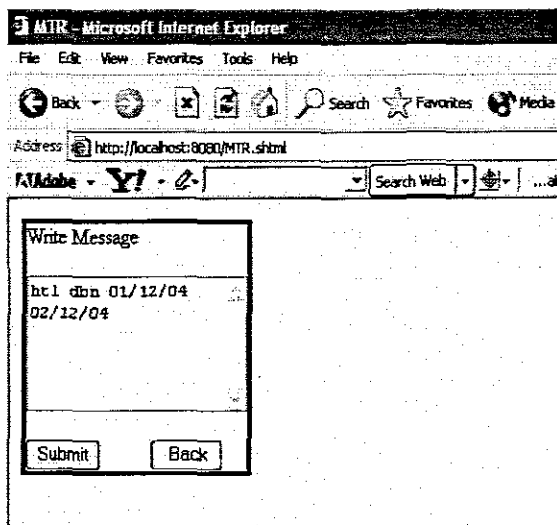 MTR - Microsoft Internet Explorer
File Edit View Favorites Tools Help
Back Search Favorites Media
Address http://localhost:8080/MTR.shtml
Adobe Y! Search Web
Write Message
htl dbn 01/12/04
02/12/04
Submit Back